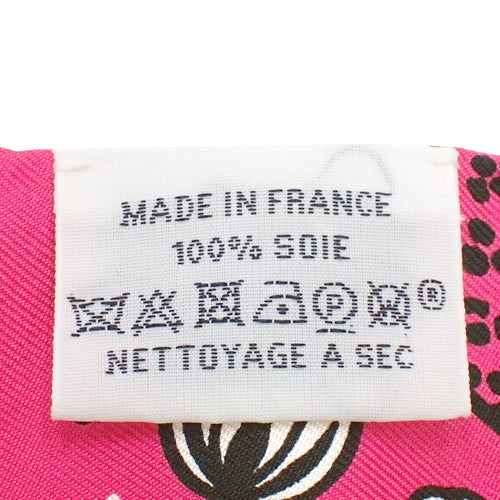 MADE IN FRANCE
100% SOIE
P ®
NETTOYAGE A SEC